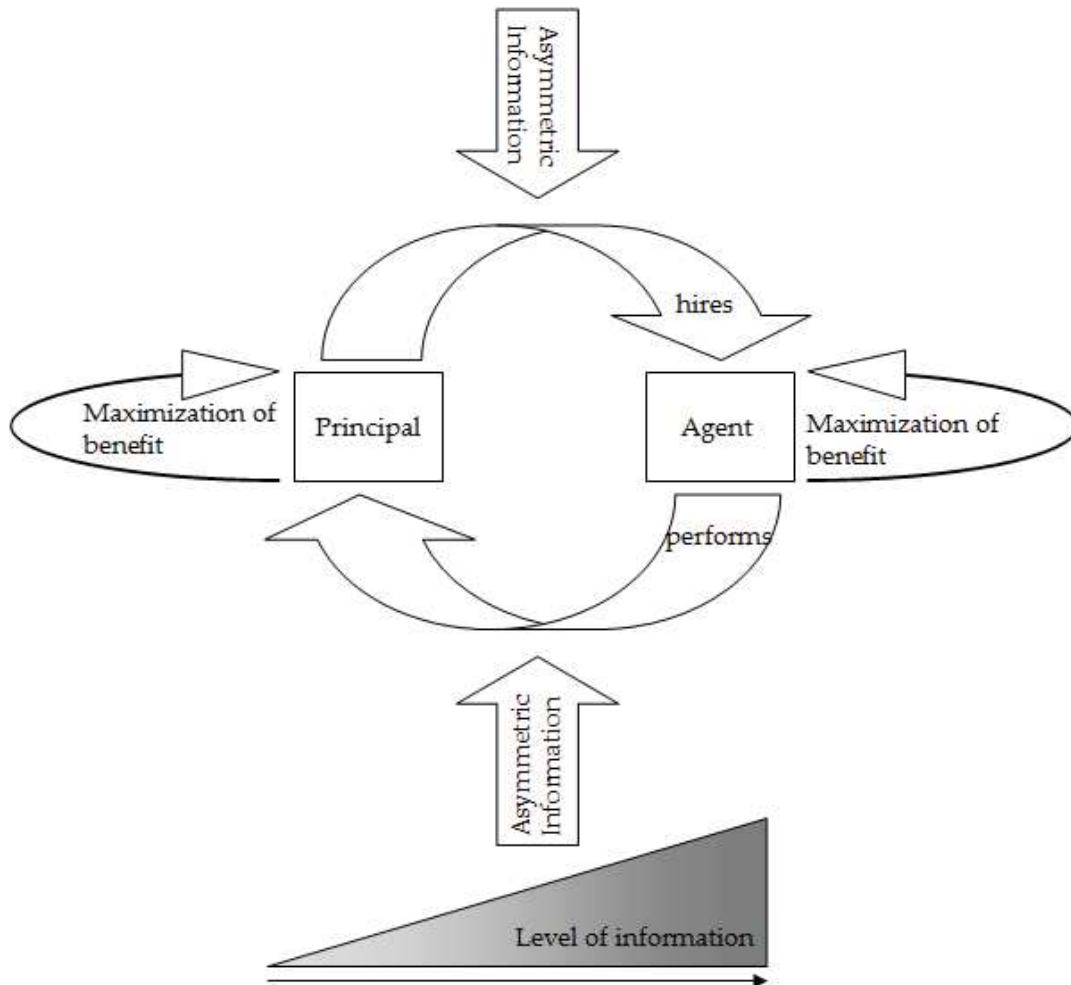 Asymmetric
Information
hires
Maximization of
benefit
Principal
Agent
Maximization of
benefit
performs
Asymmetric
Information
Level of information